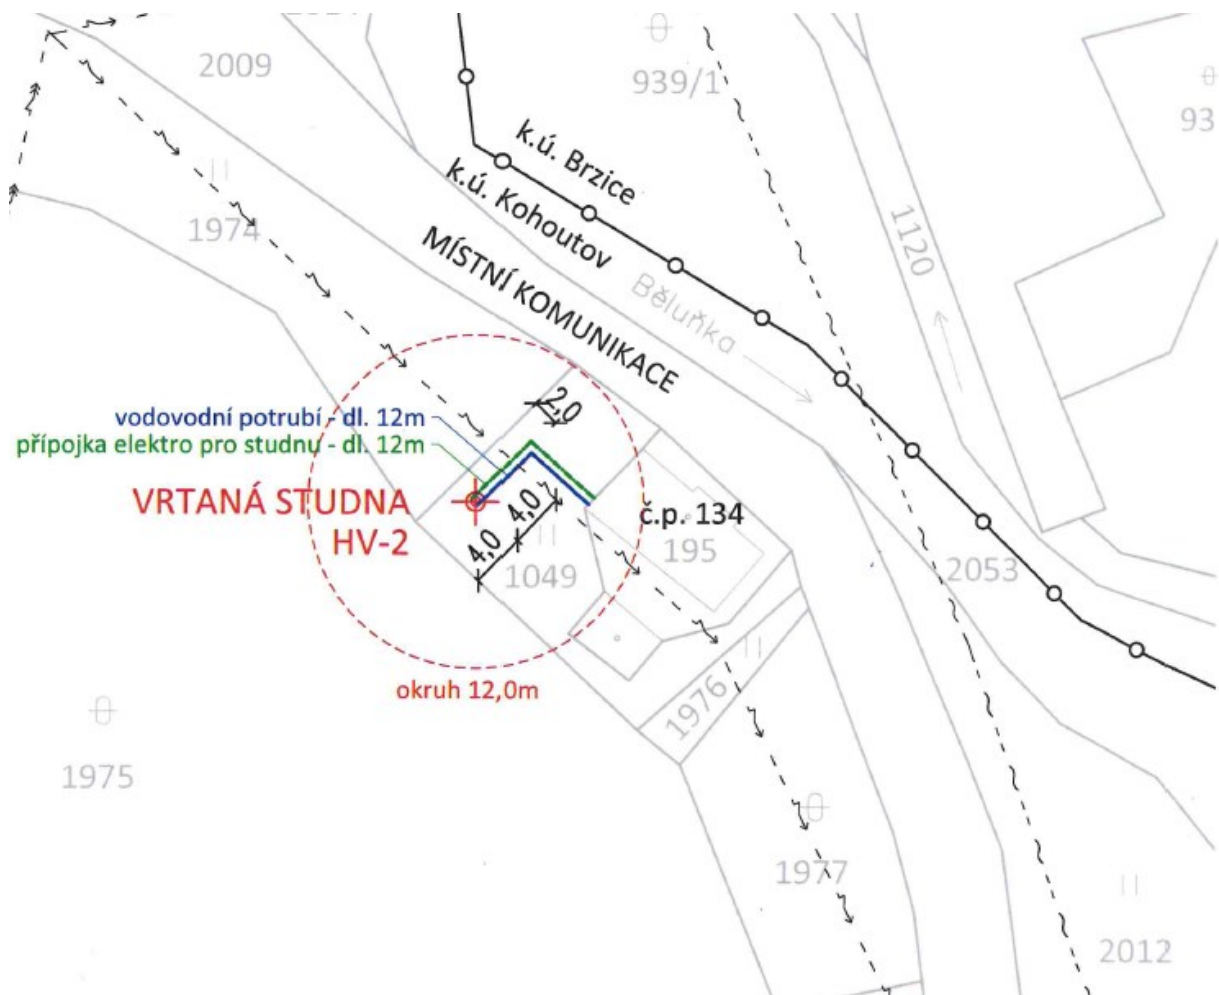 2009
939/1
93
k.ú. Brzice
k.ú. Kohoutov
1974
MÍSTNÍ KOMUNIKACE
1120
Běluňka
2,0
vodovodní potrubí - dl. 12m
přípojka elektro pro studnu - dl. 12m
VRTANÁ STUDNA
HV-2
4,0
4,0
č.p. 134
195
1049
2053
okruh 12,0m
1976
1975
1977
2012